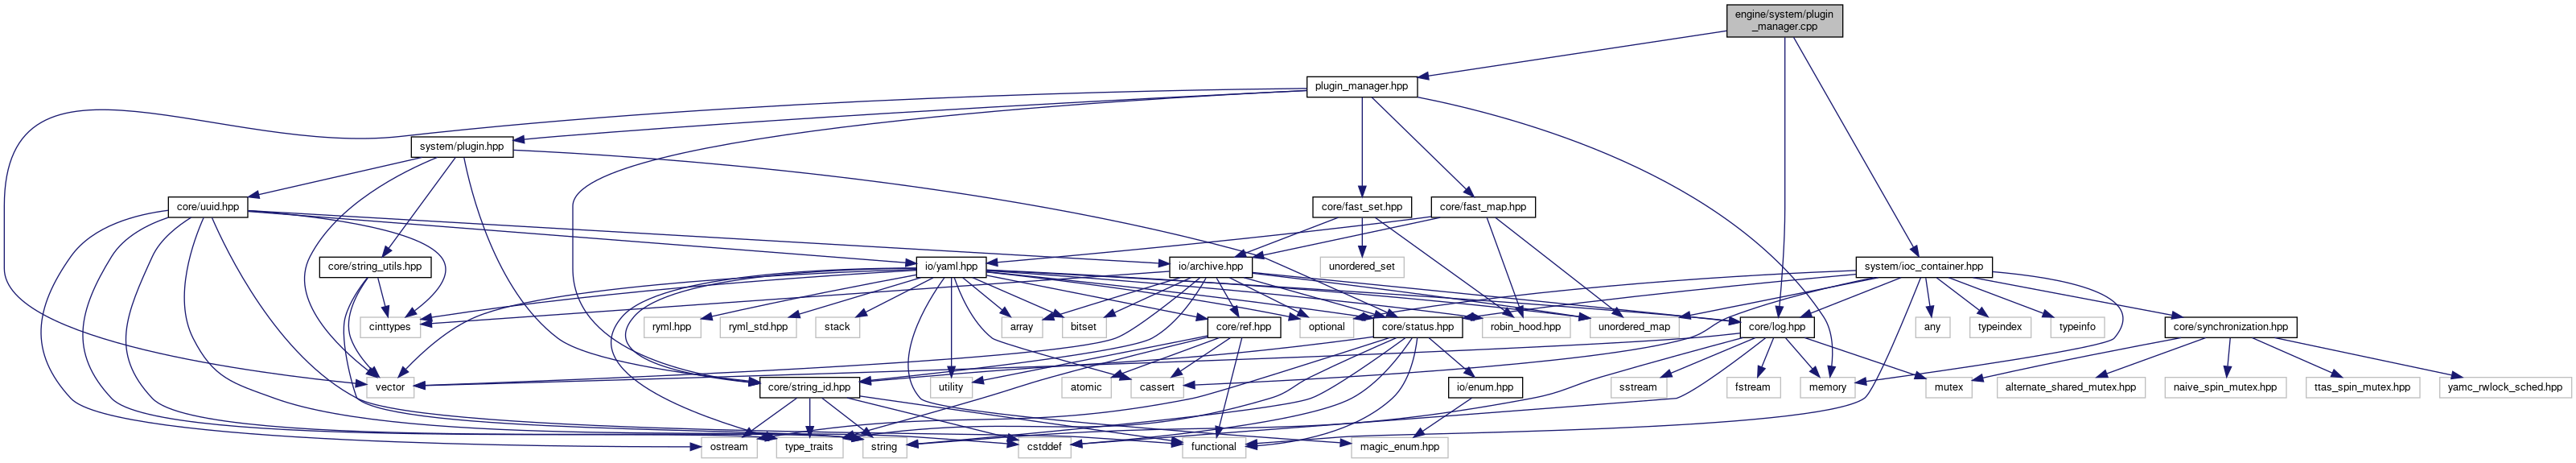 engine/system/plugin
_manager.cpp
plugin_manager.hpp
system/plugin.hpp
core/uuid.hpp
core/fast_set.hpp
core/fast_map.hpp
core/string_utils.hpp
io/yaml.hpp
io/archive.hpp
unordered_set
system/ioc_container.hpp
cinttypes
ryml.hpp
ryml_std.hpp
stack
array
bitset
core/ref.hpp
optional
core/status.hpp
robin_hood.hpp
unordered_map
core/log.hpp
any
typeindex
typeinfo
core/synchronization.hpp
vector
core/string_id.hpp
utility
atomic
cassert
io/enum.hpp
sstream
fstream
memory
mutex
alternate_shared_mutex.hpp
naive_spin_mutex.hpp
ttas_spin_mutex.hpp
yamc_rwlock_sched.hpp
ostream
type_traits
string
cstddef
functional
magic_enum.hpp